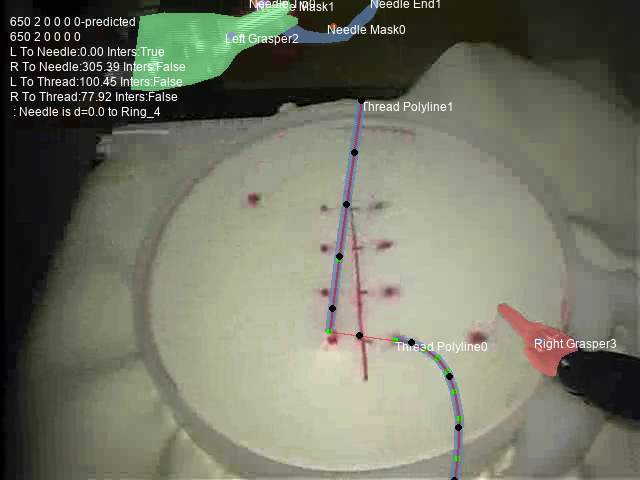 650 2 0 0 0 0-predicted
650 2 0 0 0 0
L To Needle:0.00 Inters:True
R To Needle:305.39 Inters:False
L To Thread:100.45 Inters:False
R To Thread:77.92 Inters:False
: Needle is d=0.0 to Ring_4
Mask1
Needle End1
Needle Mask0
Left Grasper2
Thread Polyline1
Thread Polyline0
Right Grasper3